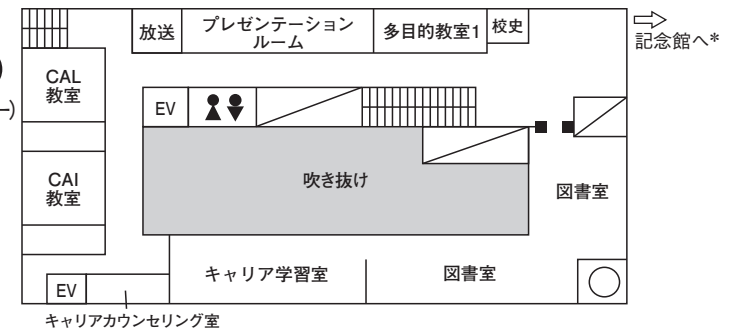 放送
プレゼンテーション
ルーム
多目的教室1
校史
記念館へ*
CAL
教室
EV
CAI
教室
吹き抜け
図書室
キャリア学習室
図書室
EV
キャリアカウンセリング室